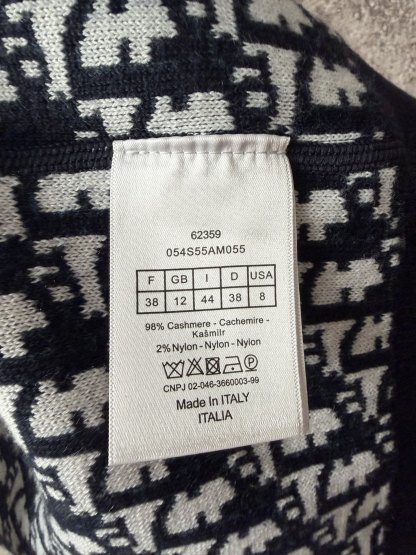 62359
054S55AM055
F GB I D USA
38 12 44 38 8
98% Cashmere - Cachemire -
Kašmilr
2% Nylon - Nylon - Nylon
CNPJ 02-046-3660003-99
Made In ITALY
ITALIA